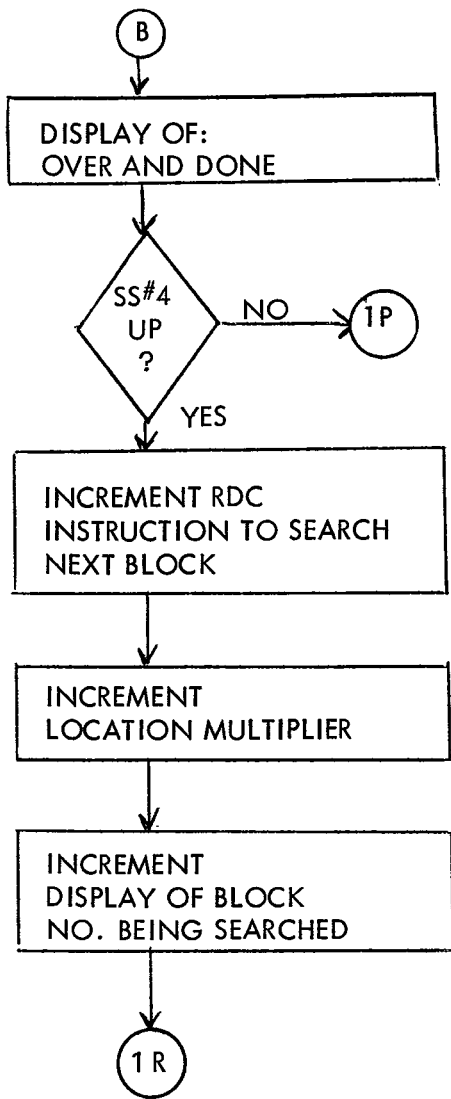 B
DISPLAY OF:
OVER AND DONE
SS#4
UP
?
NO
1P
YES
INCREMENT RDC
INSTRUCTION TO SEARCH
NEXT BLOCK
INCREMENT
LOCATION MULTIPLIER
INCREMENT
DISPLAY OF BLOCK
NO. BEING SEARCHED
1 R